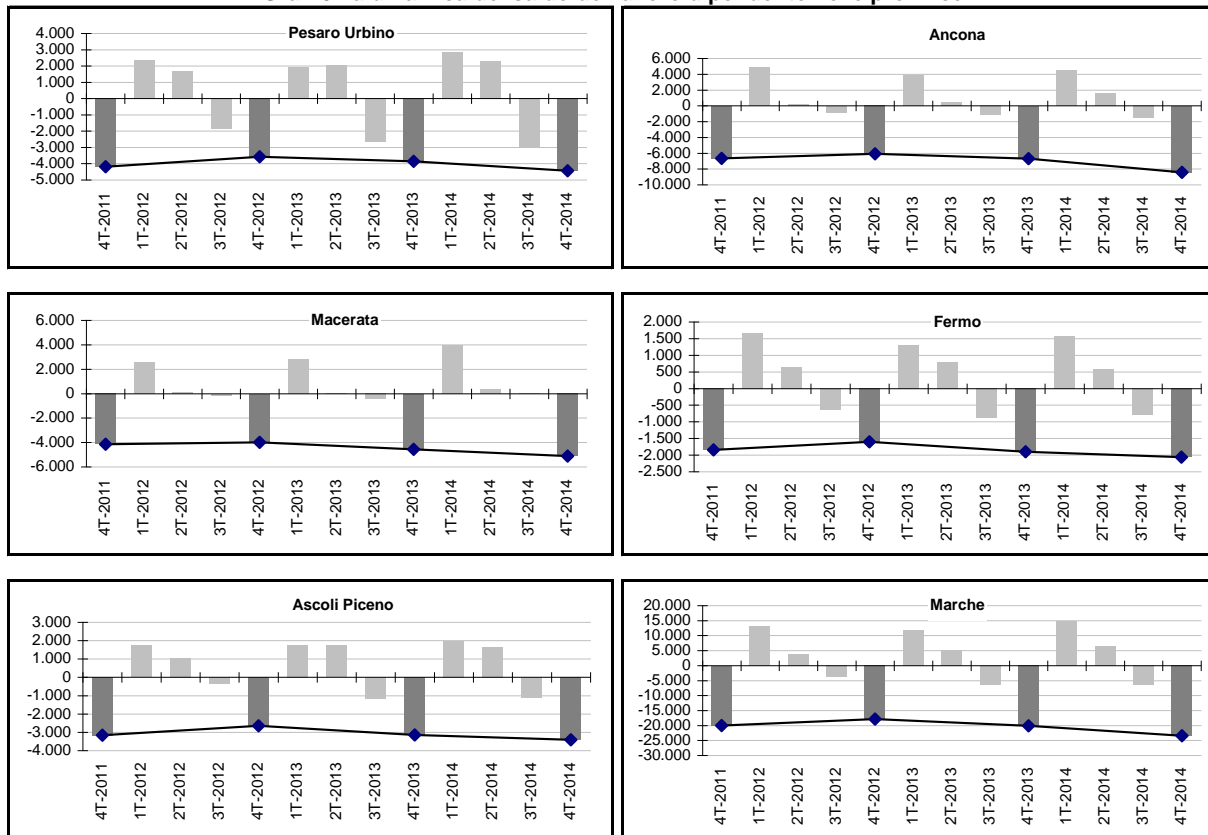 Pesaro Urbino
4.000
3.000
2.000
1.000
0
-1.000
-2.000
-3.000
-4.000
-5.000
4T-2011
1T-2012
2T-2012
3T-2012
4T-2012
1T-2013
2T-2013
3T-2013
4T-2013
1T-2014
2T-2014
3T-2014
4T-2014
Ancona
6.000
4.000
2.000
0
-2.000
-4.000
-6.000
-8.000
-10.000
4T-2011
1T-2012
2T-2012
3T-2012
4T-2012
1T-2013
2T-2013
3T-2013
4T-2013
1T-2014
2T-2014
3T-2014
4T-2014
Macerata
6.000
4.000
2.000
0
-2.000
-4.000
-6.000
4T-2011
1T-2012
2T-2012
3T-2012
4T-2012
1T-2013
2T-2013
3T-2013
4T-2013
1T-2014
2T-2014
3T-2014
4T-2014
Fermo
2.000
1.500
1.000
500
0
-500
-1.000
-1.500
-2.000
-2.500
4T-2011
1T-2012
2T-2012
3T-2012
4T-2012
1T-2013
2T-2013
3T-2013
4T-2013
1T-2014
2T-2014
3T-2014
4T-2014
Ascoli Piceno
3.000
2.000
1.000
0
-1.000
-2.000
-3.000
-4.000
4T-2011
1T-2012
2T-2012
3T-2012
4T-2012
1T-2013
2T-2013
3T-2013
4T-2013
1T-2014
2T-2014
3T-2014
4T-2014
Marche
20.000
15.000
10.000
5.000
0
-5.000
-10.000
-15.000
-20.000
-25.000
-30.000
4T-2011
1T-2012
2T-2012
3T-2012
4T-2012
1T-2013
2T-2013
3T-2013
4T-2013
1T-2014
2T-2014
3T-2014
4T-2014